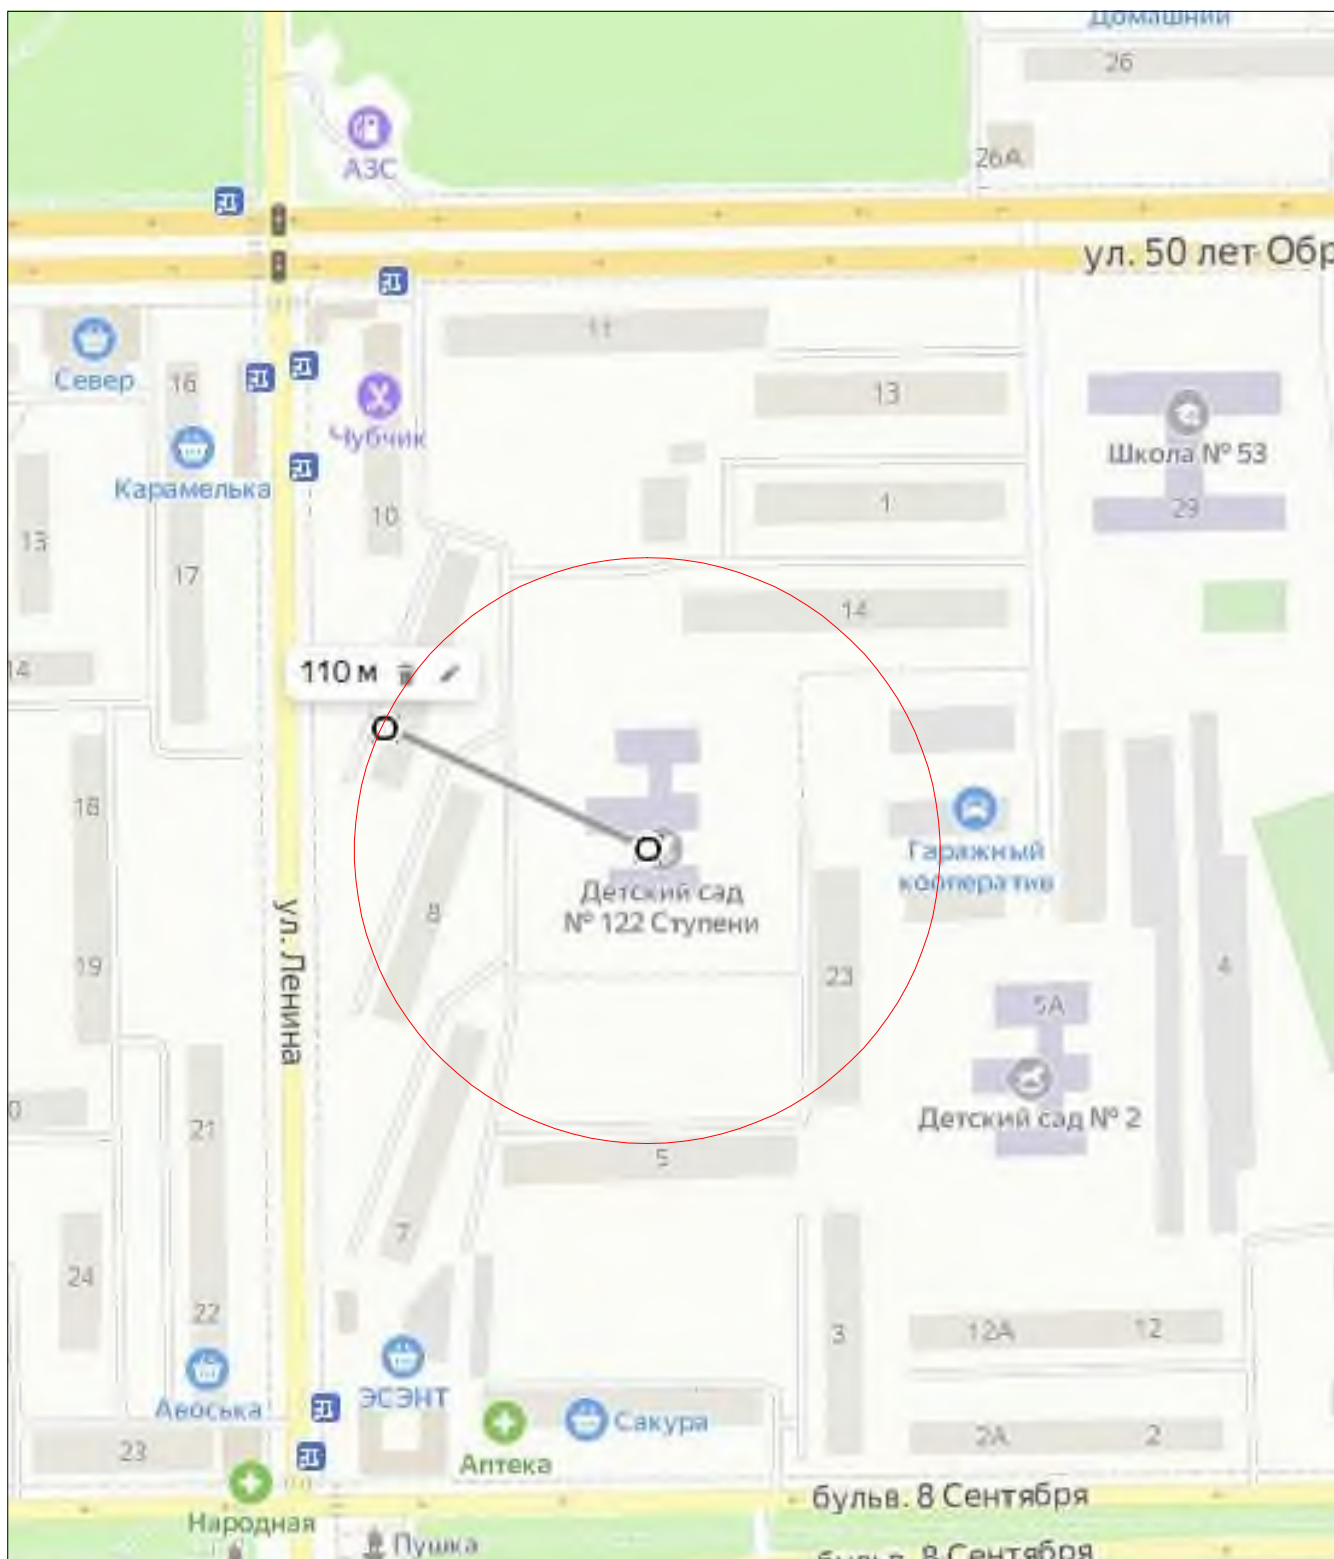 Домашний
26
26А
АЗС
ул. 50 лет Обр
11
Север
16
13
Чубчик
Школа № 53
Карамелька
1
29
10
13
17
14
14
110 м
18
Гаражный
кооператив
Детский сад
№ 122 Ступени
8
ул. Ленина
19
23
4
5А
0
Детский сад № 2
21
5
7
24
22
3
12А
12
ЭСЭНТ
Авоська
Сакура
23
Аптека
2А
2
бульв. 8 Сентября
Народная
Пушка
бульв. 8 Сентября